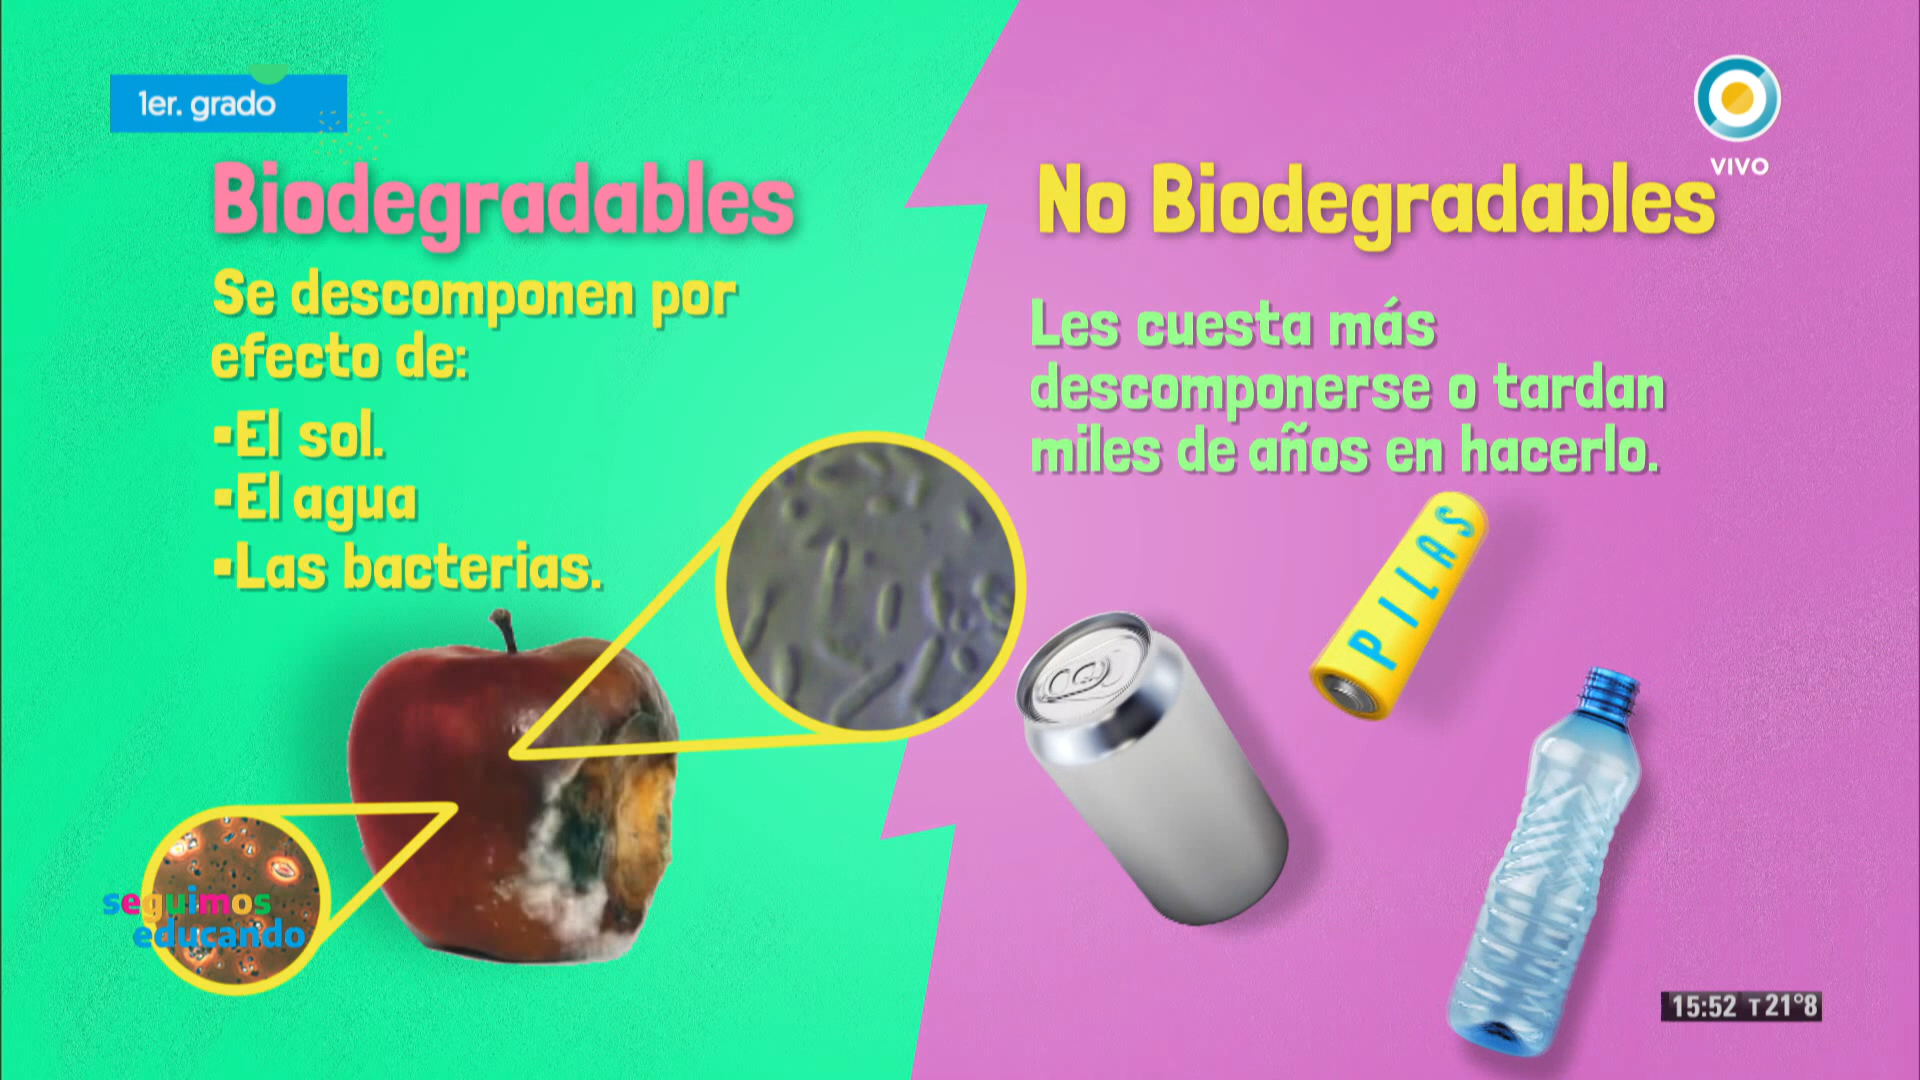 1er. grado
VIVO
Biodegradables
Se descomponen por
efecto de:
▪El sol.
▪El agua
▪Las bacterias.
No Biodegradables
Les cuesta más
descomponerse o tardan
miles de años en hacerlo.
PILAS
seguimos
educando
15:52 T 21°8